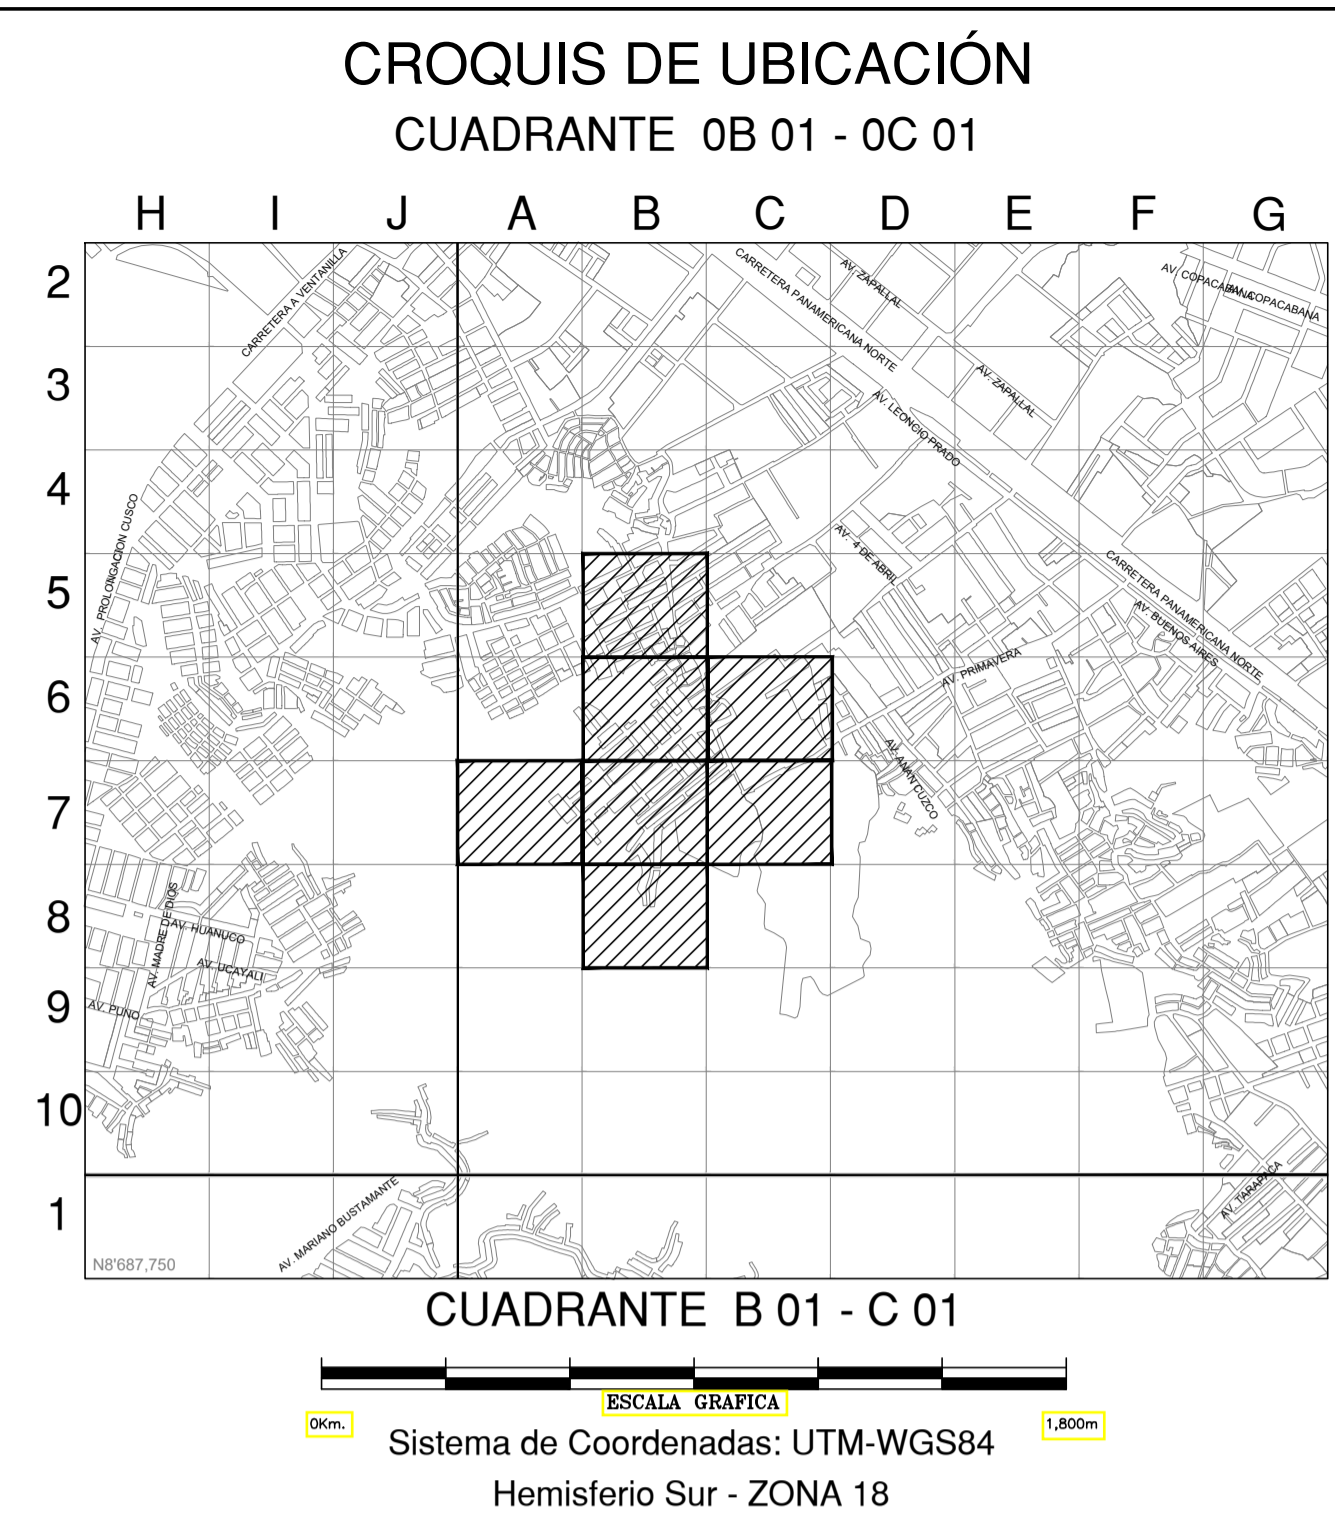 CROQUIS DE UBICACIÓN
CUADRANTE 0B 01 - 0C 01
H I J A B C D E F G
2
CARRETERA A VENTANILLA
CARRETERA PANAMERICANA NORTE
AV. ZAPALLAL
AV. COPACABANA
AV. COPACABANA
3
AV. ZAPALLAL
AV. LEONCIO PRADO
4
AV. PROLONGACION CUSCO
AV. 4 DE ABRIL
5
CARRETERA PANAMERICANA NORTE
AV. BUENOS AIRES
6
AV. PRIMAVERA
AV. ANAN CUZCO
7
8
AV. MADRE DE DIOS
AV. HUANUCO
AV. UCAYALI
9
AV. PUNO
10
1
AV. MARIANO BUSTAMANTE
AV. TARAPACA
N8'687,750
CUADRANTE B 01 - C 01
ESCALA GRAFICA
0Km. 1,800m
Sistema de Coordenadas: UTM-WGS84
Hemisferio Sur - ZONA 18